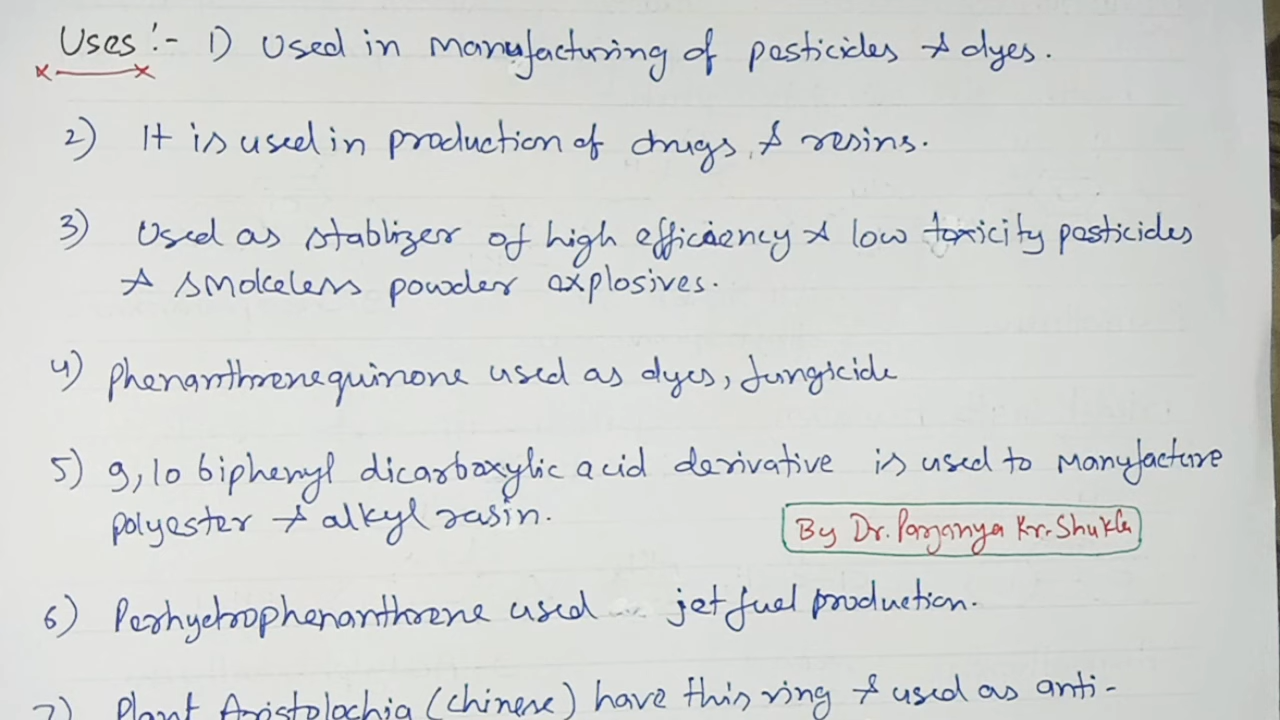 Uses :- 1) Used in manufacturing of pesticides & dyes.
2) It is used in production of drugs & resins.
3) Used as stablizer of high efficiency & low toxicity pesticides
& smokeless powder explosives.
4) phenanthrenequinone used as dyes, fungicide
5) 9,10 biphenyl dicarboxylic acid derivative is used to manufacture
polyester & alkyl rasin.
By Dr. Parjanya Kr. Shukla
6) Perhydrophenanthrene used jet fuel production.
7) Plant Aristolochia (chinese) have this ring & used as anti-